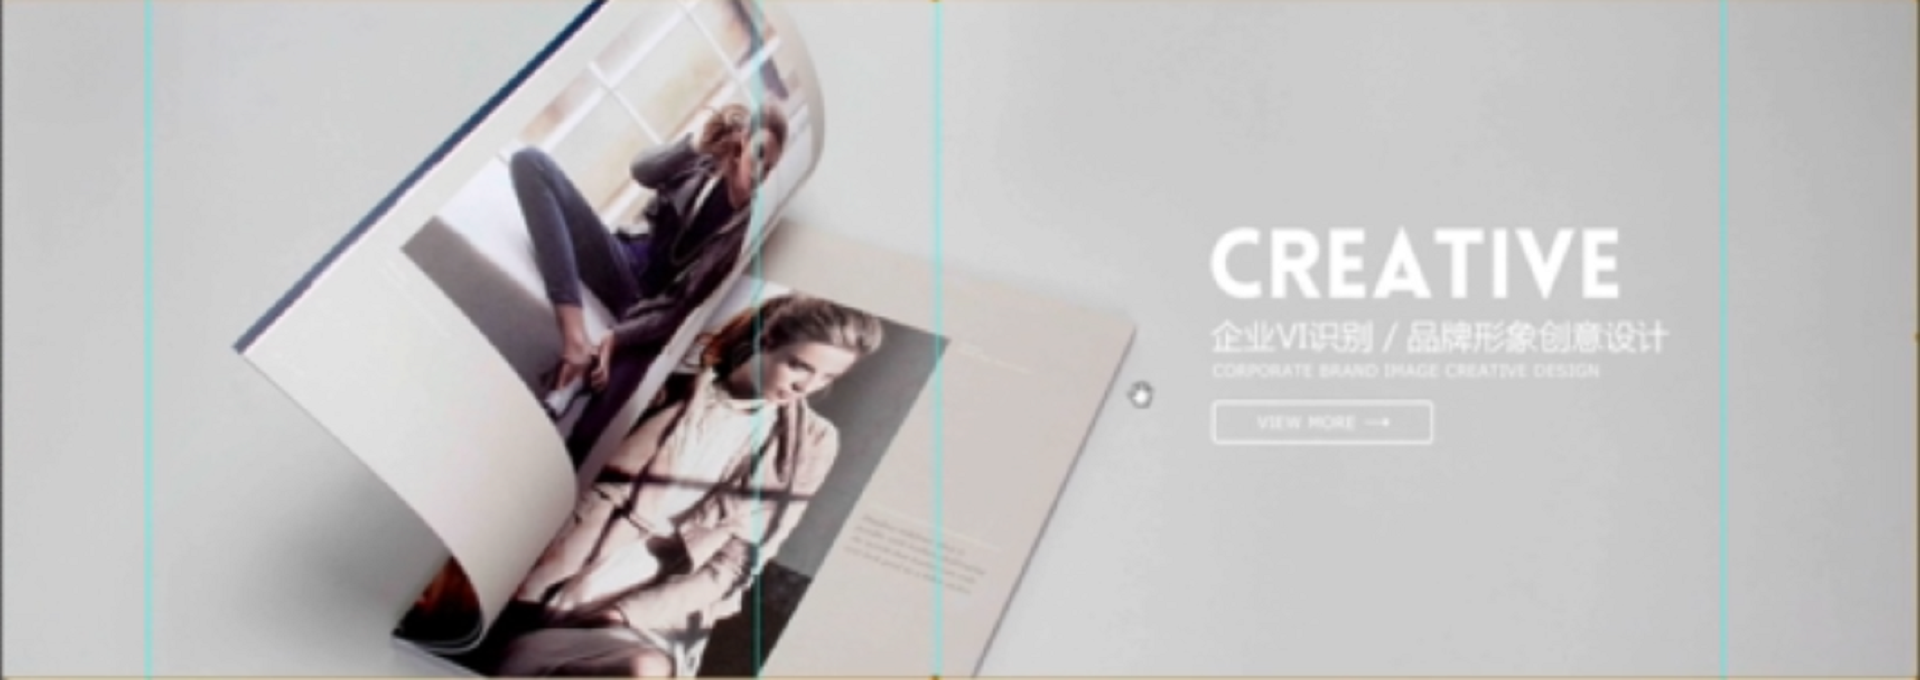 CREATIVE
企业VI识别 / 品牌形象创意设计
CORPORATE BRAND IMAGE CREATIVE DESIGN
VIEW MORE →